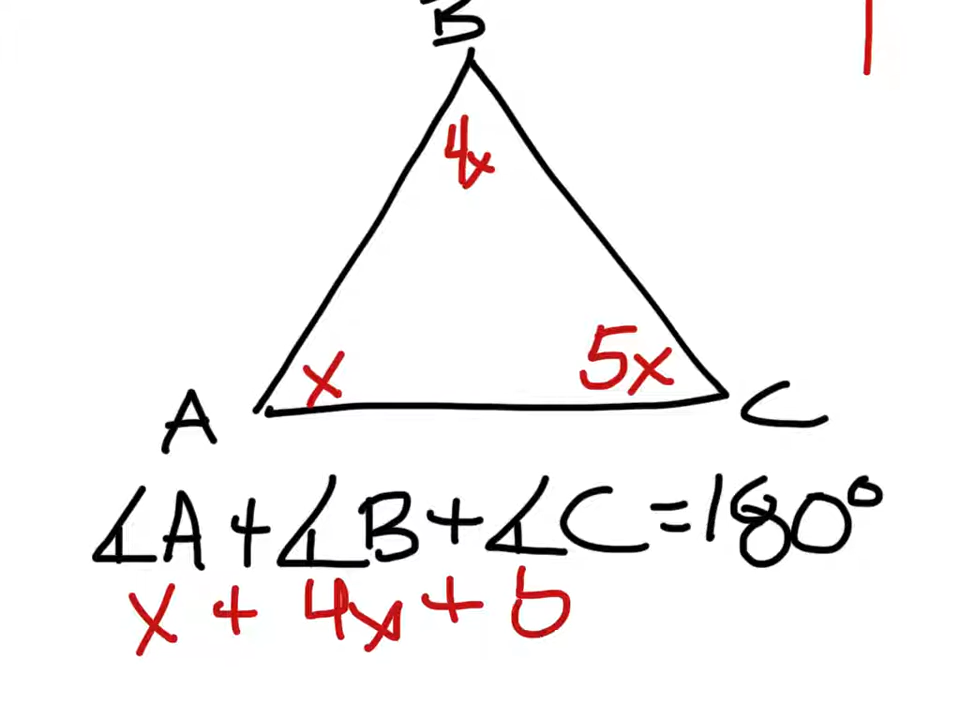 B
4x
x
5x
A
C
∡A + ∡B + ∡C = 180°
x + 4x + 5